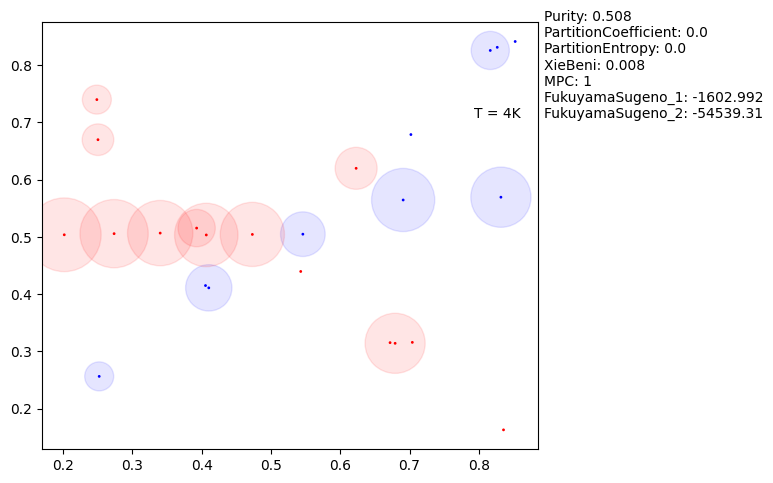 Purity: 0.508
PartitionCoefficient: 0.0
PartitionEntropy: 0.0
XieBeni: 0.008
MPC: 1
FukuyamaSugeno_1: -1602.992
FukuyamaSugeno_2: -54539.31
T = 4K
0.8
0.7
0.6
0.5
0.4
0.3
0.2
0.2 0.3 0.4 0.5 0.6 0.7 0.8